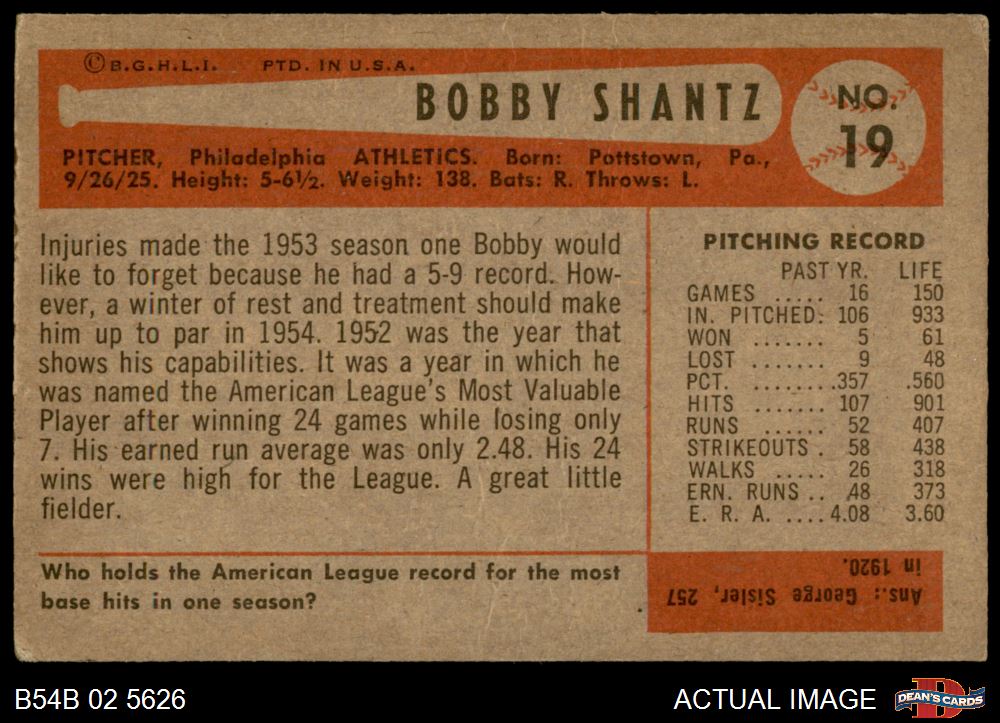 ©B.G.H.L.I. PTD. IN U.S.A.
BOBBY SHANTZ
NO.
19
PITCHER, Philadelphia ATHLETICS. Born: Pottstown, Pa.,
9/26/25. Height: 5-6½. Weight: 138. Bats: R. Throws: L.
Injuries made the 1953 season one Bobby would
like to forget because he had a 5-9 record. How-
ever, a winter of rest and treatment should make
him up to par in 1954. 1952 was the year that
shows his capabilities. It was a year in which he
was named the American League's Most Valuable
Player after winning 24 games while losing only
7. His earned run average was only 2.48. His 24
wins were high for the League. A great little
fielder.
PITCHING RECORD
PAST YR. LIFE
GAMES ..... 16 150
IN. PITCHED: 106 933
WON ....... 5 61
LOST ....... 9 48
PCT. ........ .357 .560
HITS ....... 107 901
RUNS ...... 52 407
STRIKEOUTS . 58 438
WALKS ..... 26 318
ERN. RUNS .. 48 373
E. R. A. .... 4.08 3.60
Who holds the American League record for the most
base hits in one season?
Ans.: George Sisler, 257
in 1920.
B54B 02 5626
ACTUAL IMAGE
DEAN'S CARDS